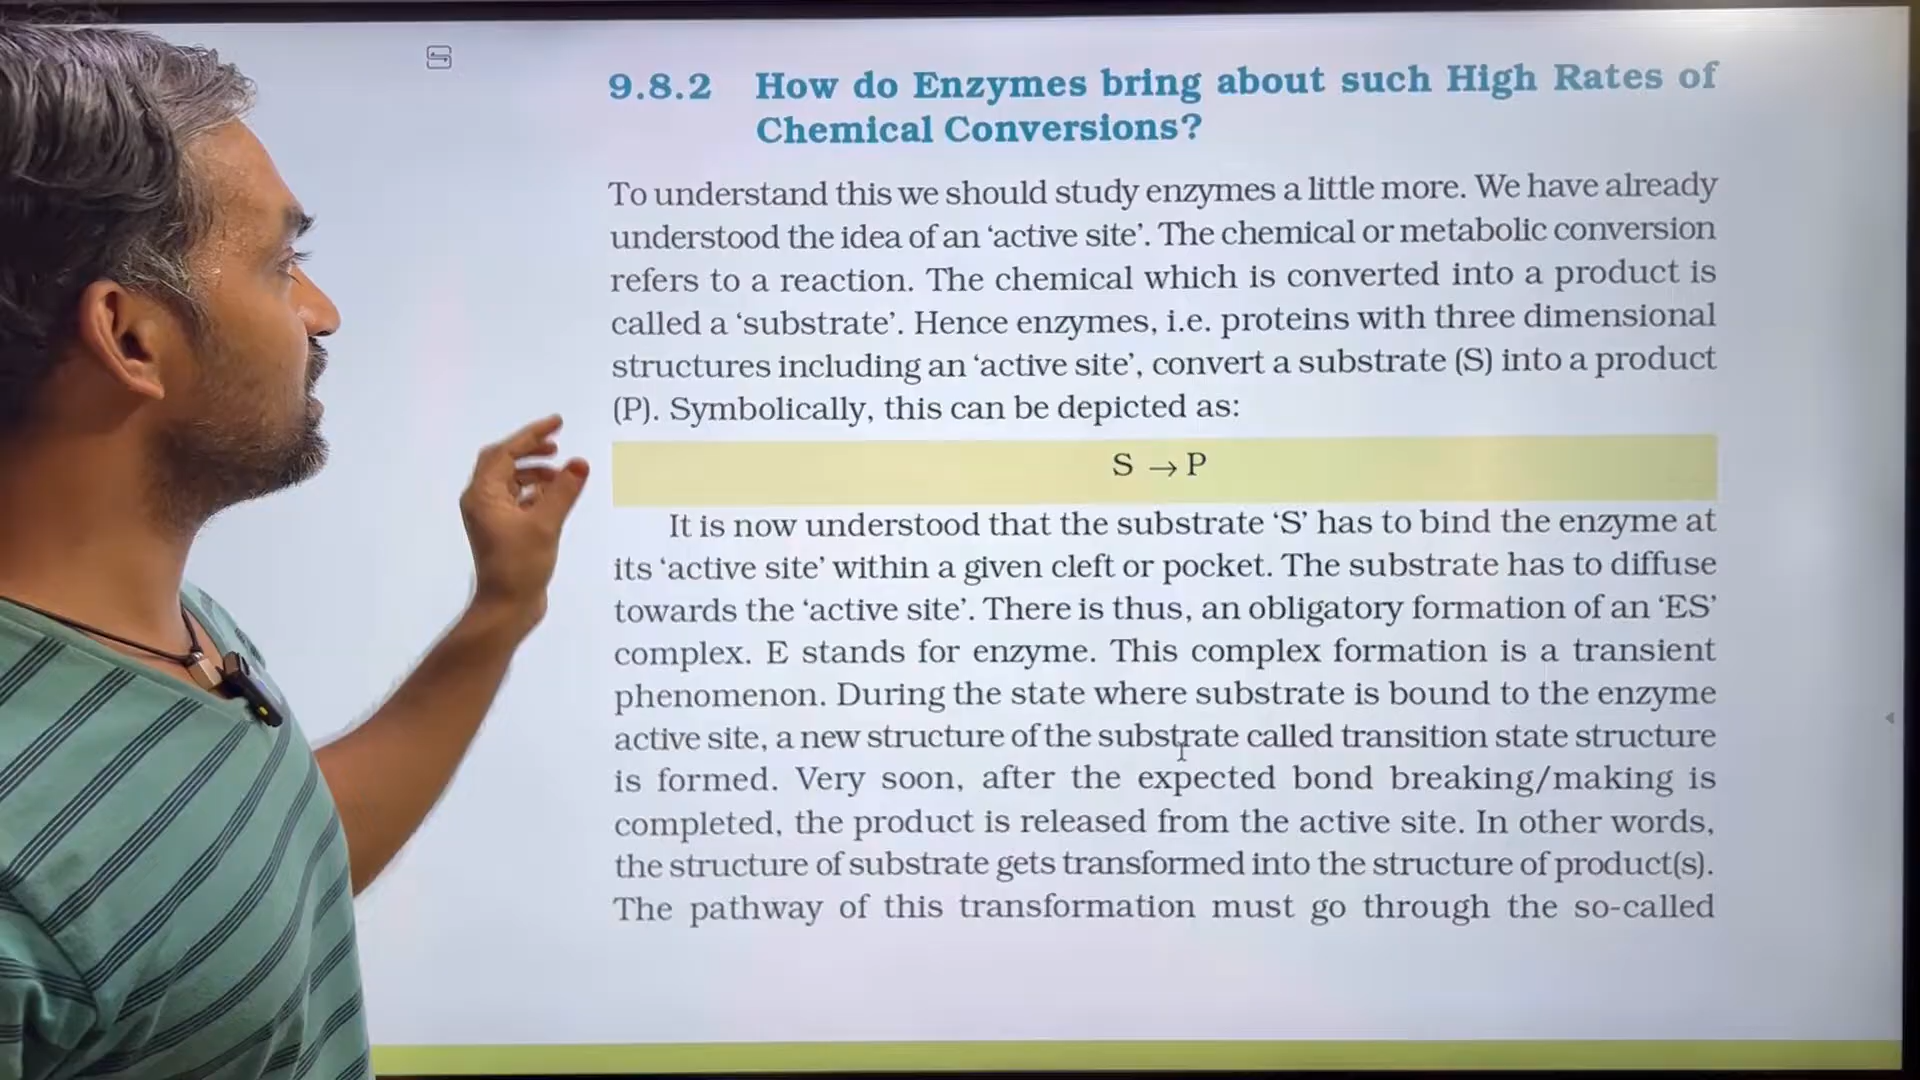 9.8.2 How do Enzymes bring about such High Rates of
Chemical Conversions?
To understand this we should study enzymes a little more. We have already
understood the idea of an ‘active site’. The chemical or metabolic conversion
refers to a reaction. The chemical which is converted into a product is
called a ‘substrate’. Hence enzymes, i.e. proteins with three dimensional
structures including an ‘active site’, convert a substrate (S) into a product
(P). Symbolically, this can be depicted as:
S → P
It is now understood that the substrate ‘S’ has to bind the enzyme at
its ‘active site’ within a given cleft or pocket. The substrate has to diffuse
towards the ‘active site’. There is thus, an obligatory formation of an ‘ES’
complex. E stands for enzyme. This complex formation is a transient
phenomenon. During the state where substrate is bound to the enzyme
active site, a new structure of the substrate called transition state structure
is formed. Very soon, after the expected bond breaking/making is
completed, the product is released from the active site. In other words,
the structure of substrate gets transformed into the structure of product(s).
The pathway of this transformation must go through the so-called